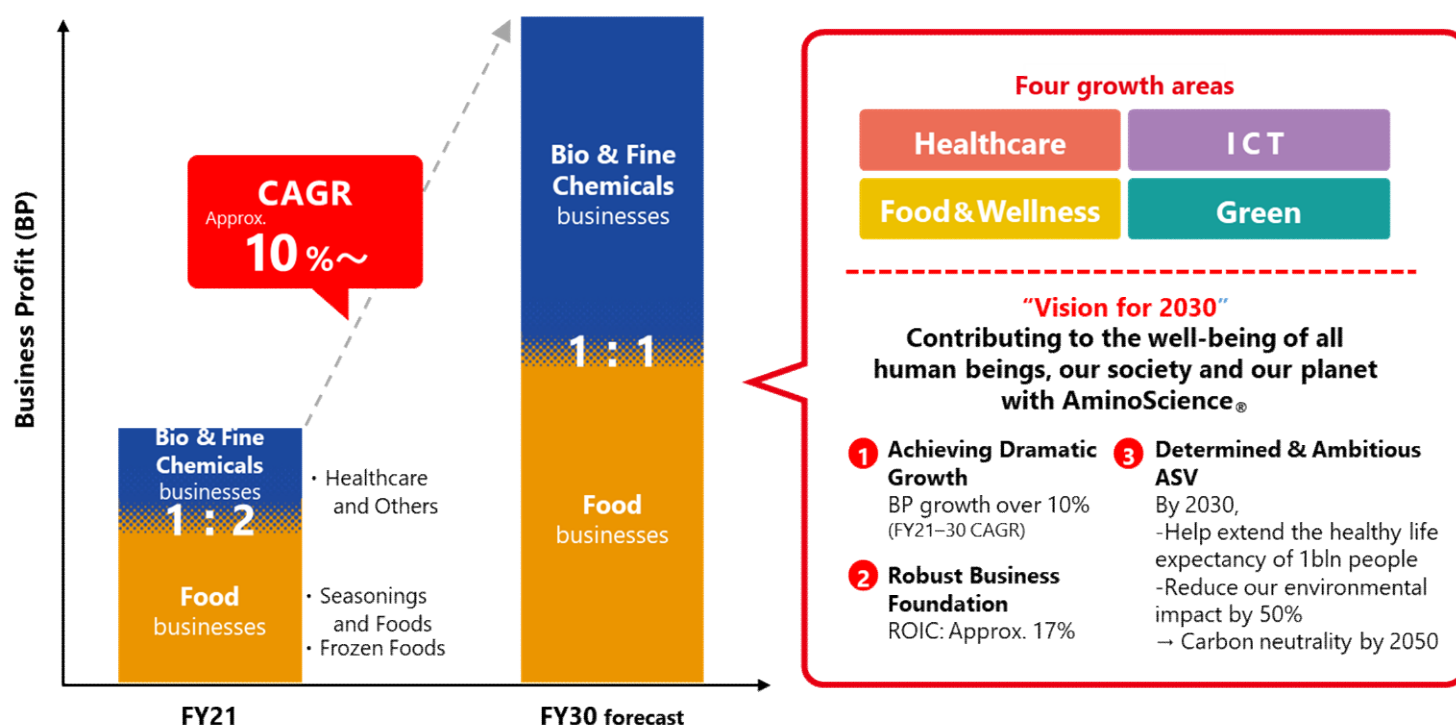 Business Profit (BP)
CAGR
Approx.
10%～
Bio & Fine
Chemicals
businesses
1 : 2
Food
businesses
・Healthcare
and Others
・Seasonings
and Foods
・Frozen Foods
FY21
Bio & Fine
Chemicals
businesses
1 : 1
Food
businesses
FY30 forecast
Four growth areas
Healthcare
ICT
Food&Wellness
Green
“Vision for 2030”
Contributing to the well-being of all
human beings, our society and our planet
with AminoScience®
1 Achieving Dramatic
Growth
BP growth over 10%
(FY21–30 CAGR)
2 Robust Business
Foundation
ROIC: Approx. 17%
3 Determined & Ambitious
ASV
By 2030,
-Help extend the healthy life
expectancy of 1bln people
-Reduce our environmental
impact by 50%
→ Carbon neutrality by 2050